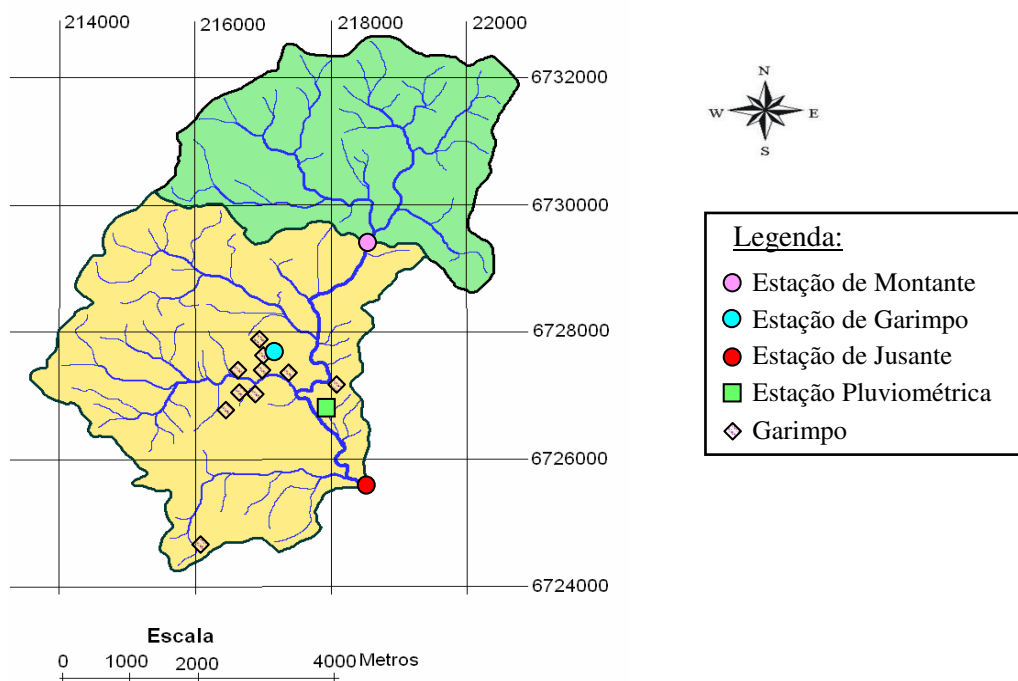 214000 216000 218000 22000
6732000
6730000
6728000
6726000
6724000
N
W E
S
Legenda:
Estação de Montante
Estação de Garimpo
Estação de Jusante
Estação Pluviométrica
Garimpo
Escala
0 1000 2000 4000 Metros